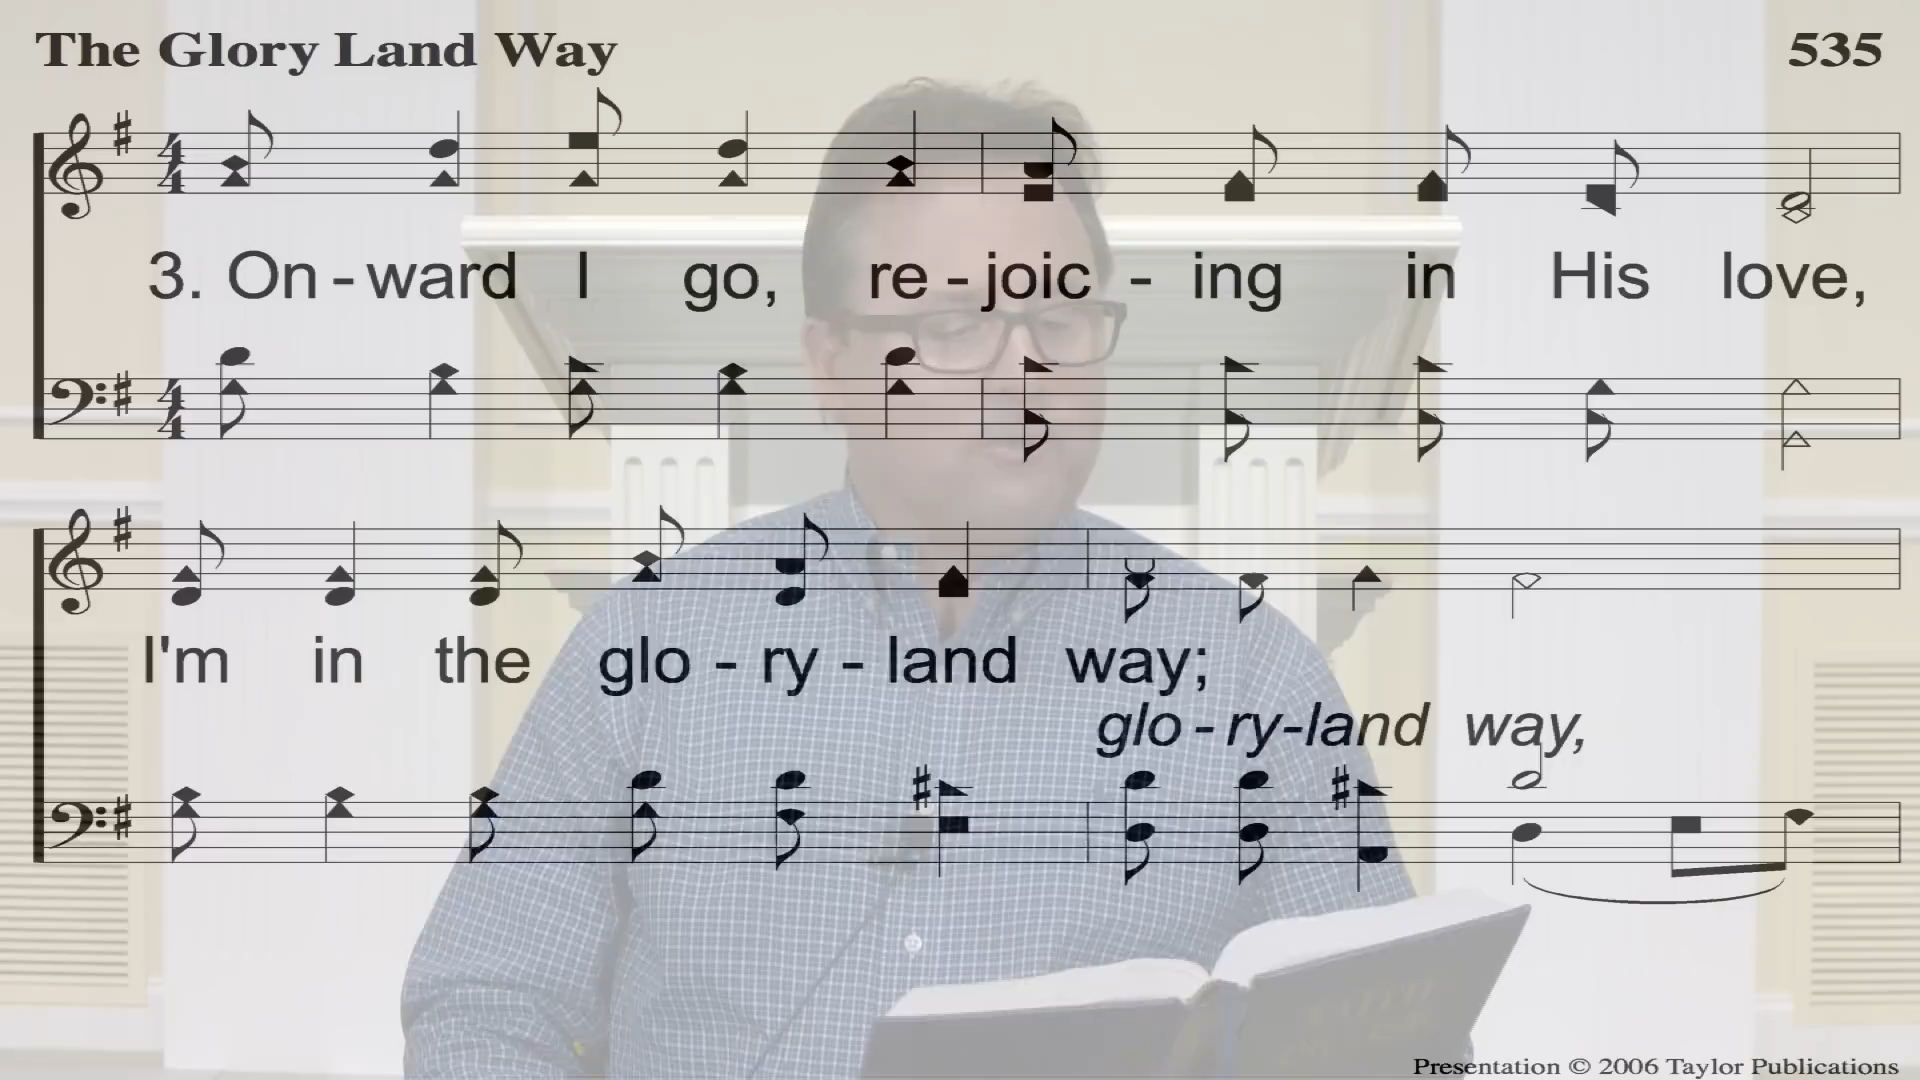 The Glory Land Way 535
3. On - ward I go, re - joic - ing in His love,
I'm in the glo - ry - land way;
glo - ry-land way,
Presentation © 2006 Taylor Publications